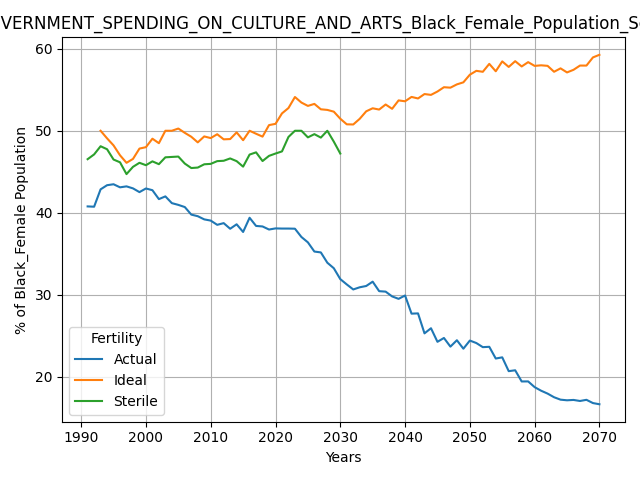 VERNMENT_SPENDING_ON_CULTURE_AND_ARTS_Black_Female_Population_S
60
50
40
30
20
% of Black_Female Population
Fertility
Actual
Ideal
Sterile
1990 2000 2010 2020 2030 2040 2050 2060 2070
Years